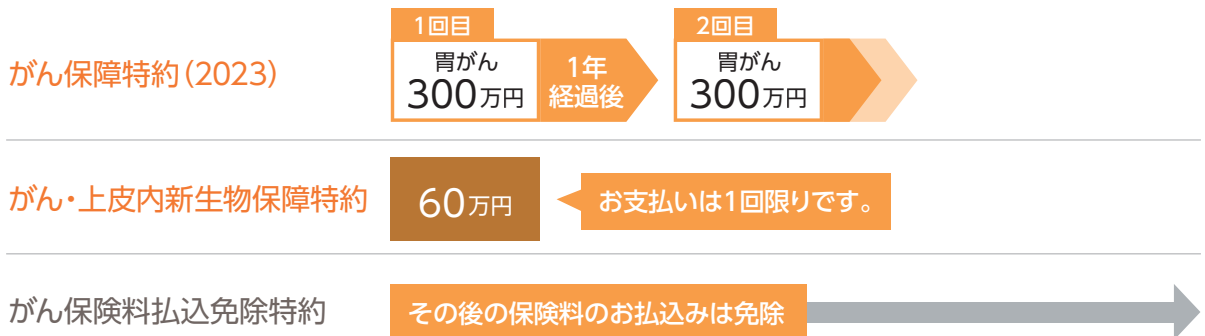 がん保障特約(2023)
1回目
胃がん
300万円
1年
経過後
2回目
胃がん
300万円
がん・上皮内新生物保障特約
60万円
お支払いは1回限りです。
がん保険料払込免除特約
その後の保険料のお払込みは免除